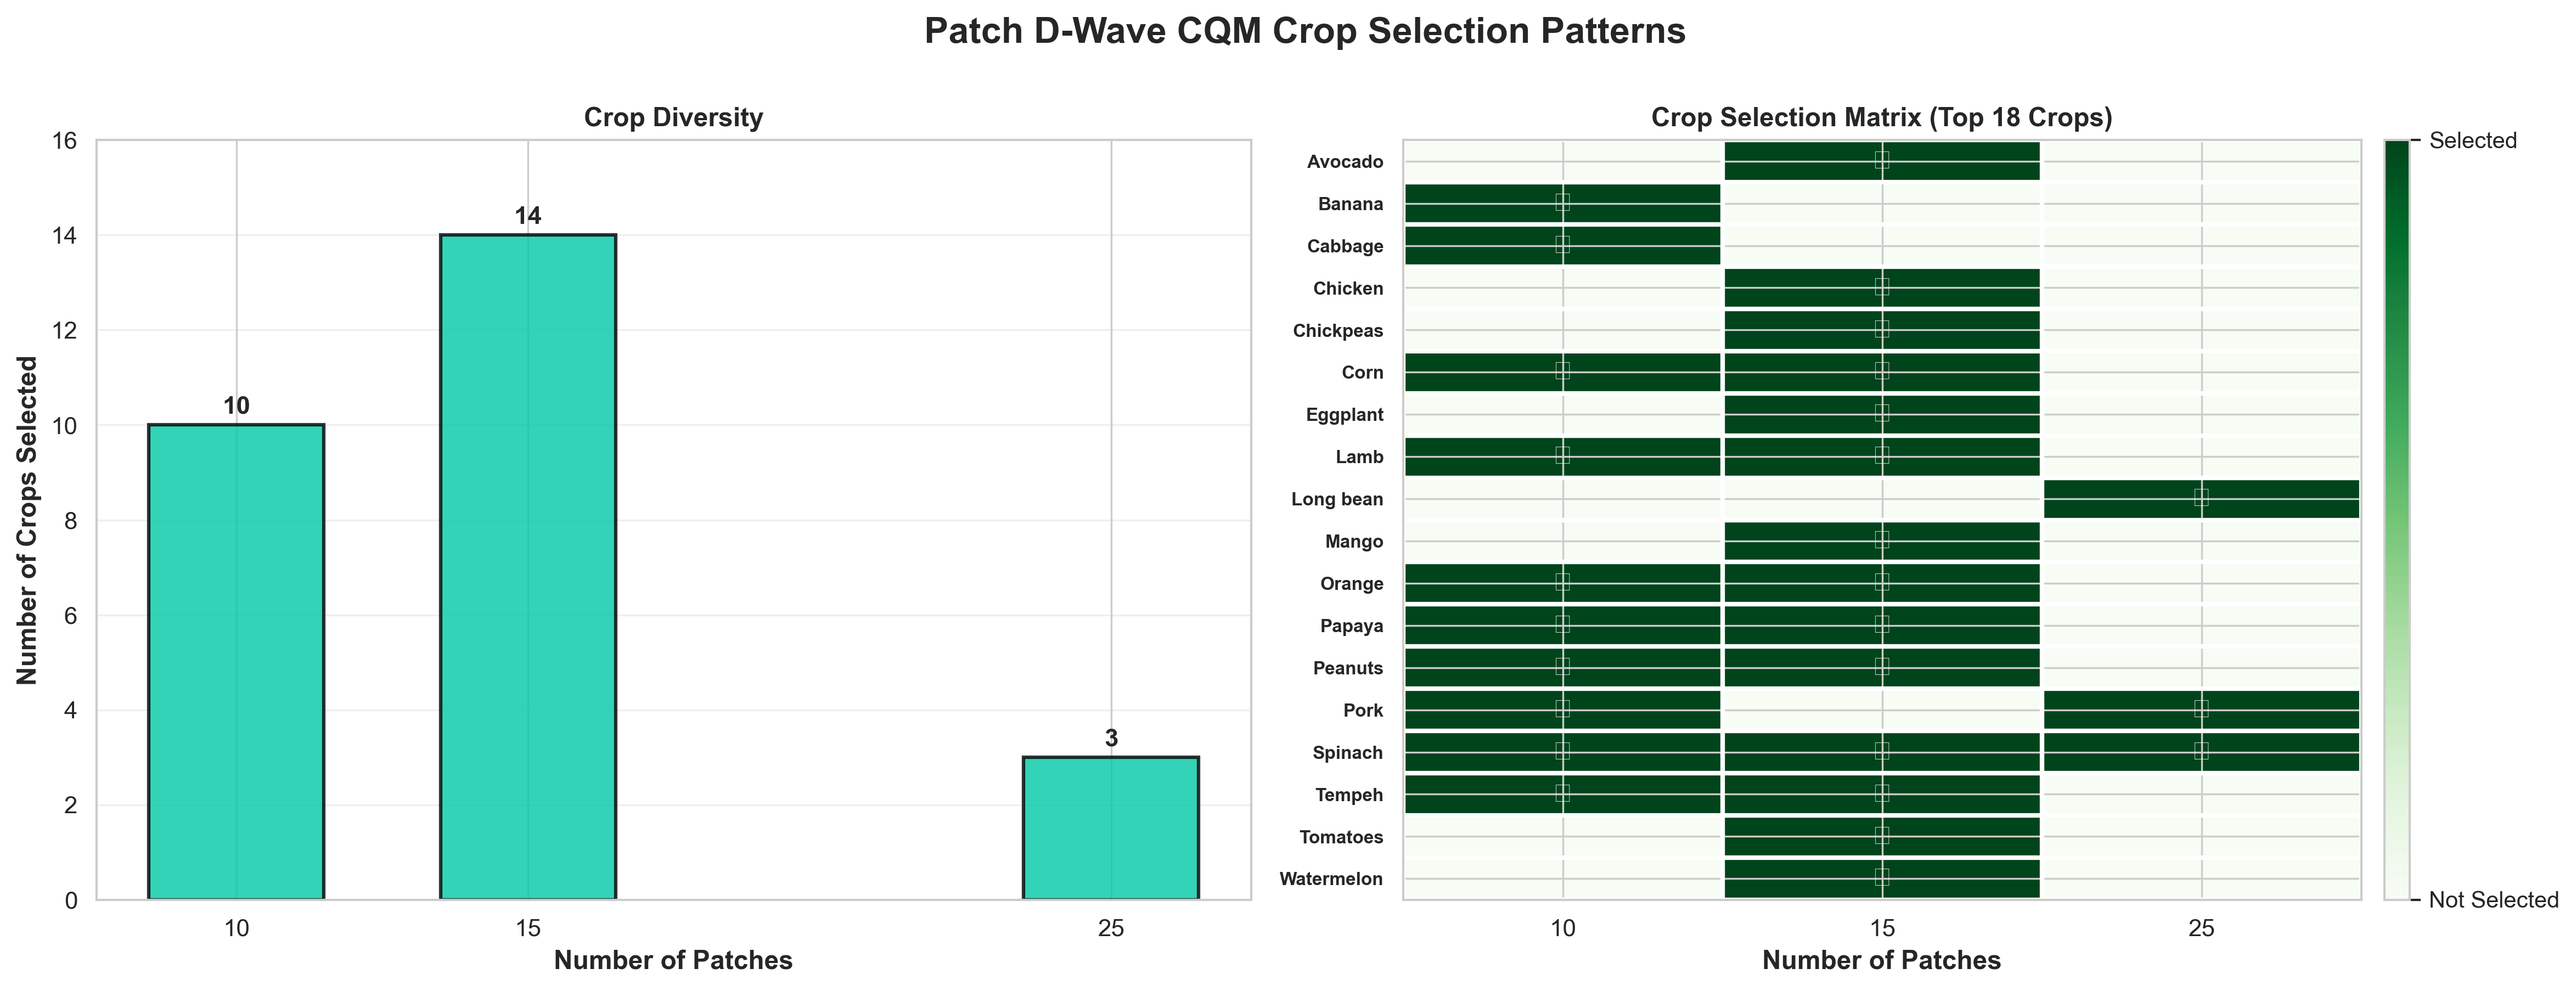 Patch D-Wave CQM Crop Selection Patterns
Crop Diversity
Number of Crops Selected
16
14
12
10
8
6
4
2
0
10
14
3
10
15
25
Number of Patches
Crop Selection Matrix (Top 18 Crops)
Avocado
Banana
Cabbage
Chicken
Chickpeas
Corn
Eggplant
Lamb
Long bean
Mango
Orange
Papaya
Peanuts
Pork
Spinach
Tempeh
Tomatoes
Watermelon
10
15
25
Number of Patches
Selected
Not Selected